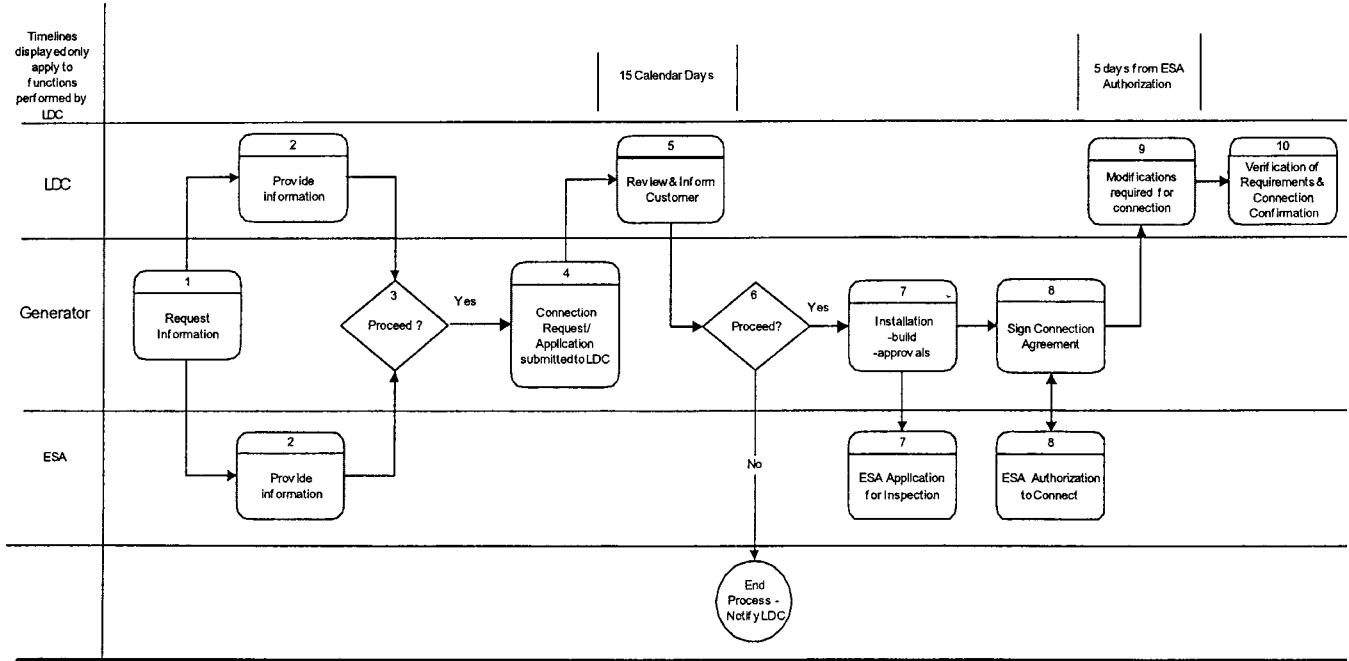 Timelines
displayed only
apply to
functions
performed by
LDC
15 Calendar Days
5 days from ESA
Authorization
LDC
2
Provide
information
5
Review & Inform
Customer
9
Modifications
required for
connection
10
Verification of
Requirements &
Connection
Confirmation
Generator
1
Request
Information
3
Proceed ?
Yes
4
Connection
Request/
Application
submitted to LDC
6
Proceed?
Yes
7
Installation
-build
-approvals
8
Sign Connection
Agreement
ESA
2
Provide
information
No
7
ESA Application
for Inspection
8
ESA Authorization
to Connect
End
Process -
Notify LDC